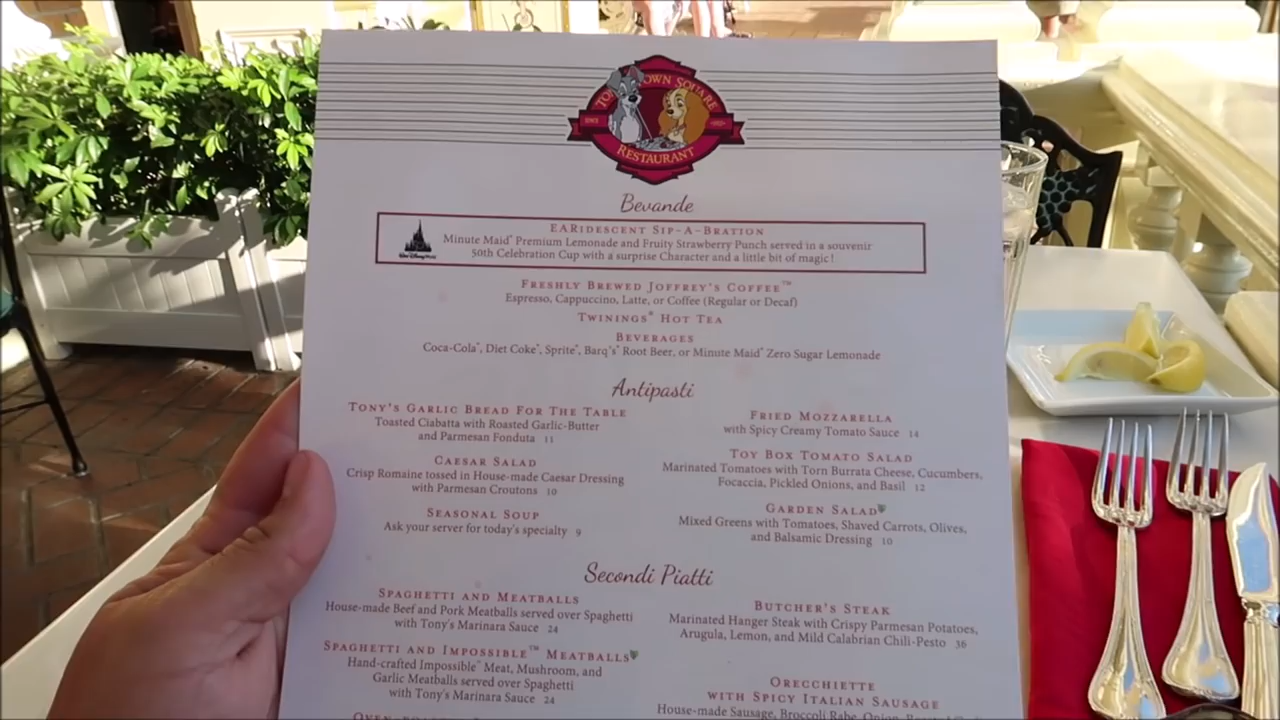 TOWN SQUARE
RESTAURANT
Bevande
EARIDESCENT SIP-A-BRATION
Minute Maid® Premium Lemonade and Fruity Strawberry Punch served in a souvenir
50th Celebration Cup with a surprise Character and a little bit of magic!
Walt Disney World
FRESHLY BREWED JOFFREY'S COFFEE™
Espresso, Cappuccino, Latte, or Coffee (Regular or Decaf)
TWININGS® HOT TEA
BEVERAGES
Coca-Cola®, Diet Coke®, Sprite®, Barq's® Root Beer, or Minute Maid® Zero Sugar Lemonade
Antipasti
TONY'S GARLIC BREAD FOR THE TABLE
Toasted Ciabatta with Roasted Garlic-Butter
and Parmesan Fonduta 11
CAESAR SALAD
Crisp Romaine tossed in House-made Caesar Dressing
with Parmesan Croutons 10
SEASONAL SOUP
Ask your server for today's specialty 9
FRIED MOZZARELLA
with Spicy Creamy Tomato Sauce 14
TOY BOX TOMATO SALAD
Marinated Tomatoes with Torn Burrata Cheese, Cucumbers,
Focaccia, Pickled Onions, and Basil 12
GARDEN SALAD
Mixed Greens with Tomatoes, Shaved Carrots, Olives,
and Balsamic Dressing 10
Secondi Piatti
SPAGHETTI AND MEATBALLS
House-made Beef and Pork Meatballs served over Spaghetti
with Tony's Marinara Sauce 24
SPAGHETTI AND IMPOSSIBLE™ MEATBALLS
Hand-crafted Impossible™ Meat, Mushroom, and
Garlic Meatballs served over Spaghetti
with Tony's Marinara Sauce 24
BUTCHER'S STEAK
Marinated Hanger Steak with Crispy Parmesan Potatoes,
Arugula, Lemon, and Mild Calabrian Chili-Pesto 36
ORECCHIETTE
WITH SPICY ITALIAN SAUSAGE
House-made Sausage, Broccoli Rabe, Onion,